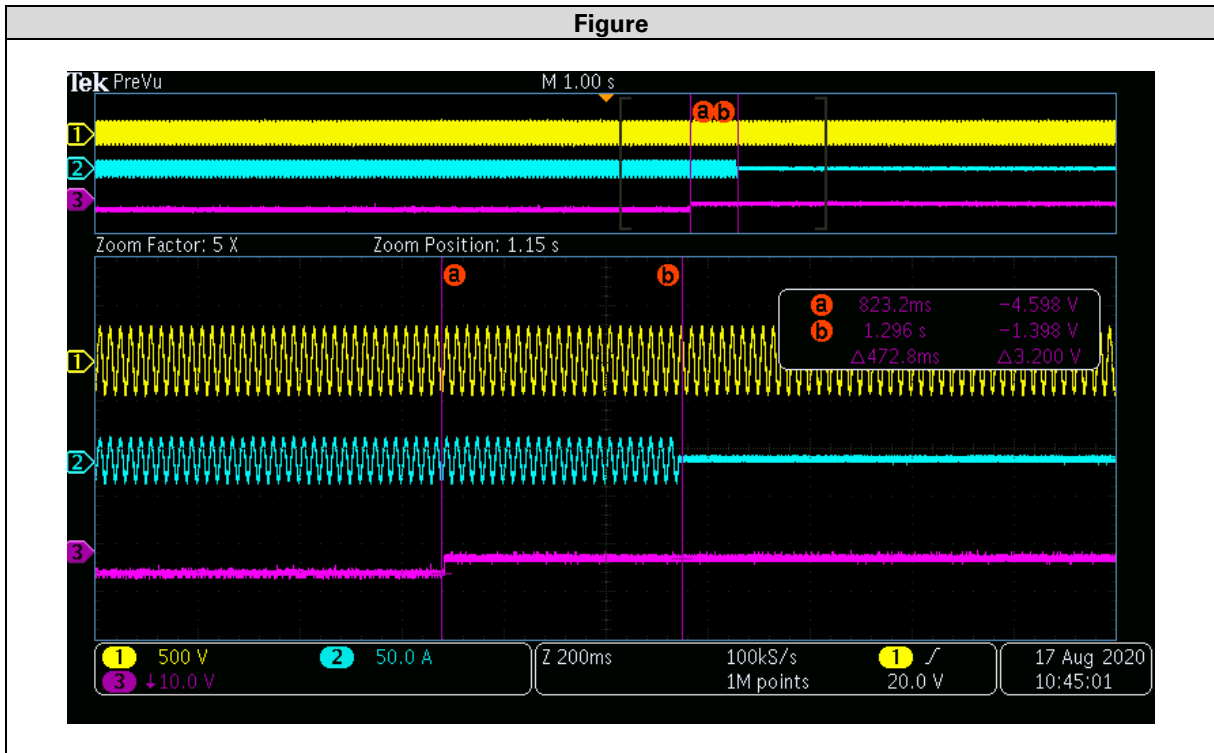 Figure
Tek PreVu M 1.00 s
a b
1
2
3
Zoom Factor: 5 X Zoom Position: 1.15 s
a b
a 823.2ms −4.598 V
b 1.296 s −1.398 V
△472.8ms △3.200 V
1
2
3
1 500 V 2 50.0 A Z 200ms 100kS/s 1 17 Aug 2020
3 ↓10.0 V 1M points 20.0 V 10:45:01